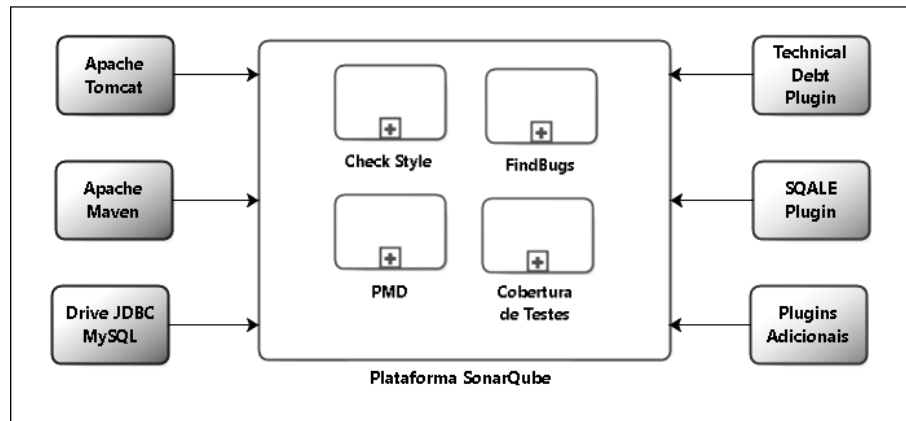 Apache
Tomcat
Technical
Debt
Plugin
Check Style
FindBugs
Apache
Maven
SQALE
Plugin
PMD
Cobertura
de Testes
Drive JDBC
MySQL
Plugins
Adicionais
Plataforma SonarQube